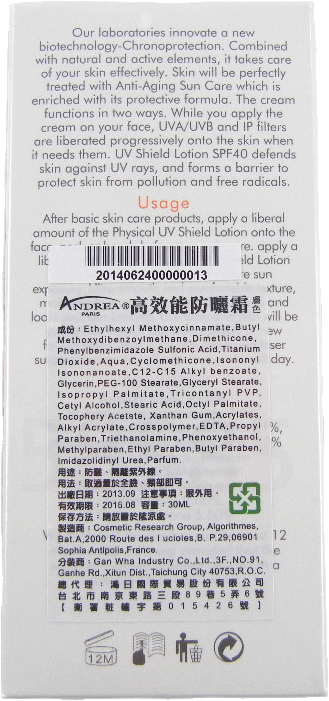 Our laboratories innovate a new
biotechnology-Chronoprotection. Combined
with natural and active elements, it takes care
of your skin effectively. Skin will be perfectly
treated with Anti-Aging Sun Care which is
enriched with its protective formula. The cream
functions in two ways. While you apply the
cream on your face, UVA/UVB and IP filters
are liberated progressively onto the skin when
it needs them. UV Shield Lotion SPF40 defends
skin against UV rays, and forms a barrier to
protect skin from pollution and free radicals.
Usage
After basic skin care products, apply a liberal
amount of the Physical UV Shield Lotion onto the
2014062400000013
ANDREA® 高效能防曬霜 膚色
PARIS
成份：Ethylhexyl Methoxycinnamate,Butyl
Methoxydibenzoylmethane,Dimethicone,
Phenylbenzimidazole Sulfonic Acid,Titanium
Dioxide,Aqua,Cyclomethicone,Isononyl
Isononanoate,C12-C15 Alkyl benzoate,
Glycerin,PEG-100 Stearate,Glyceryl Stearate,
Isopropyl Palmitate,Tricontanyl PVP,
Cetyl Alcohol,Stearic Acid,Octyl Palmitate,
Tocophery Acetate, Xanthan Gum,Acrylates,
Alkyl Acrylate,Crosspolymer,EDTA,Propyl
Paraben,Triethanolamine,Phenoxyethanol,
Methylparaben,Ethyl Paraben,Butyl Paraben,
Imidazolidinyl Urea,Parfum.
用途：防曬、隔離紫外線。
用法：取適量於全臉、頸部即可。
出廠日期：2013.09 注意事項：限外用。
有效期限：2016.08 容量：30ML
保存方法：開放置於陰涼處。
製造商：Cosmetic Research Group, Algorithmes,
Bat.A,2000 Route des l ucioles,B. P.29,06901
Sophia Antipolis,France.
分裝商：Gan Wha Industry Co.,Ltd.,3F.,NO.91,
Ganhe Rd.,Xitun Dist.,Taichung City 40753,R.O.C.
總代理：鴻日國際貿易股份有限公司
台北市南京東路三段89巷5弄6號
【衛署粧輸字第015426號】
12M